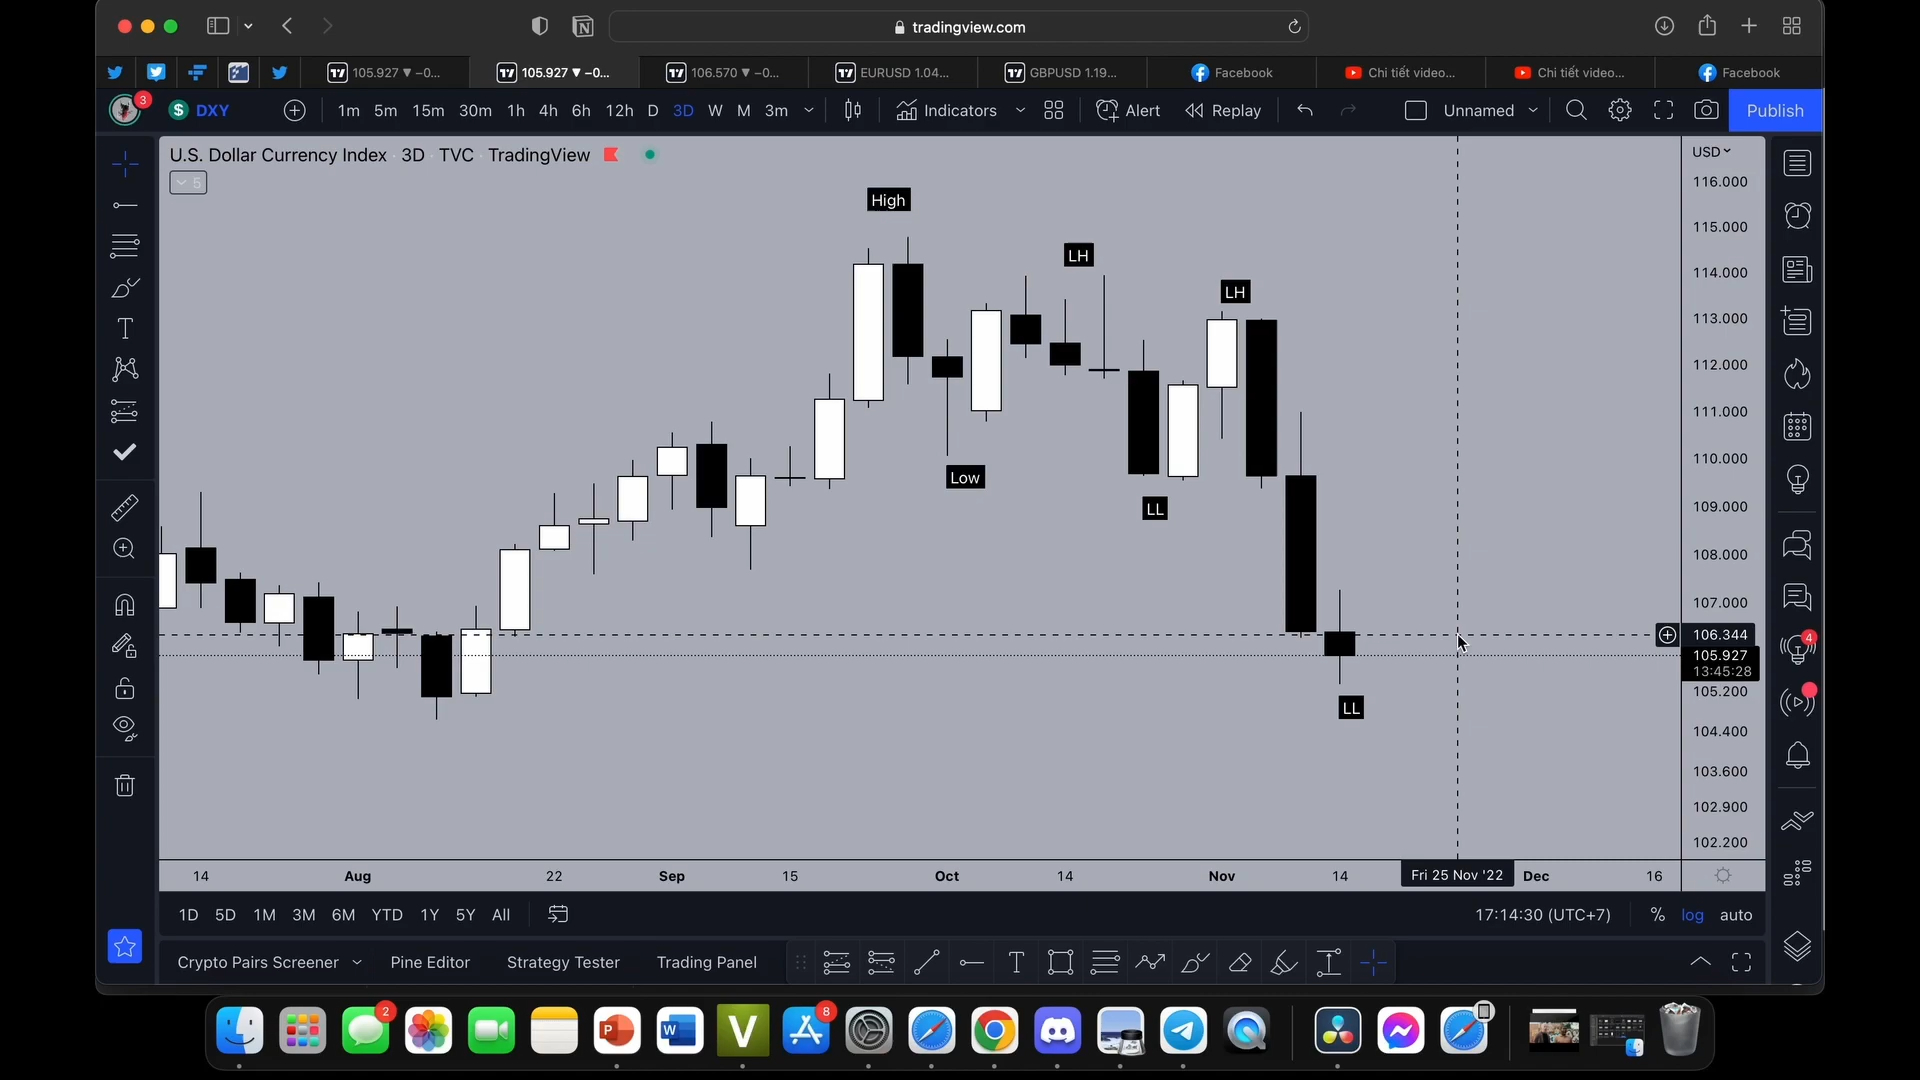 tradingview.com
105.927 ▼ −0...
105.927 ▼ −0...
106.570 ▼ −0...
EURUSD 1.04...
GBPUSD 1.19...
Facebook
Chi tiết video...
Chi tiết video...
Facebook
3
$ DXY
1m 5m 15m 30m 1h 4h 6h 12h D 3D W M 3m
Indicators
Alert
Replay
Unnamed
Publish
U.S. Dollar Currency Index · 3D · TVC · TradingView
5
USD
116.000
115.000
114.000
113.000
112.000
111.000
110.000
109.000
108.000
107.000
106.344
105.927
13:45:28
105.200
104.400
103.600
102.900
102.200
High
LH
LH
Low
LL
LL
4
14 Aug 22 Sep 15 Oct 14 Nov 14 Fri 25 Nov '22 Dec 16
1D 5D 1M 3M 6M YTD 1Y 5Y All
17:14:30 (UTC+7) % log auto
Crypto Pairs Screener Pine Editor Strategy Tester Trading Panel
T
T
2
P
W
V
8